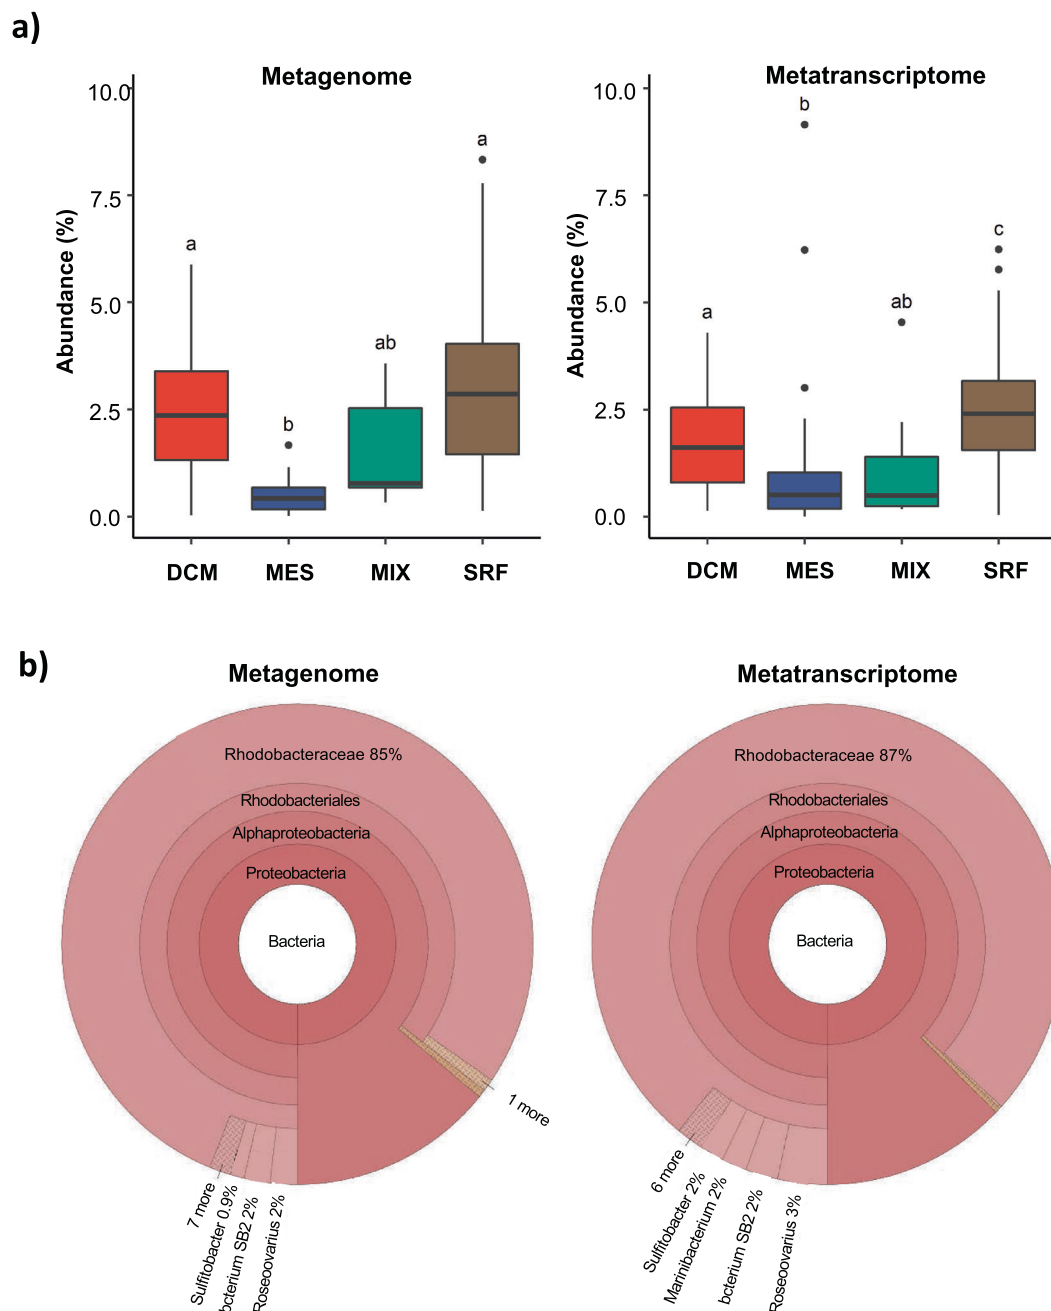 a)
Metagenome
Abundance (%)
10.0
7.5
5.0
2.5
0.0
a
b
ab
a
DCM
MES
MIX
SRF
Metatranscriptome
Abundance (%)
10.0
7.5
5.0
2.5
0.0
a
b
ab
c
DCM
MES
MIX
SRF
b)
Metagenome
Rhodobacteraceae 85%
Rhodobacteriales
Alphaproteobacteria
Proteobacteria
Bacteria
1 more
7 more
Sulfitobacter 0.9%
bcterium SB2 2%
Roseoovarius 2%
Metatranscriptome
Rhodobacteraceae 87%
Rhodobacteriales
Alphaproteobacteria
Proteobacteria
Bacteria
6 more
Sulfitobacter 2%
Marinibacterium 2%
bcterium SB2 2%
Roseoovarius 3%